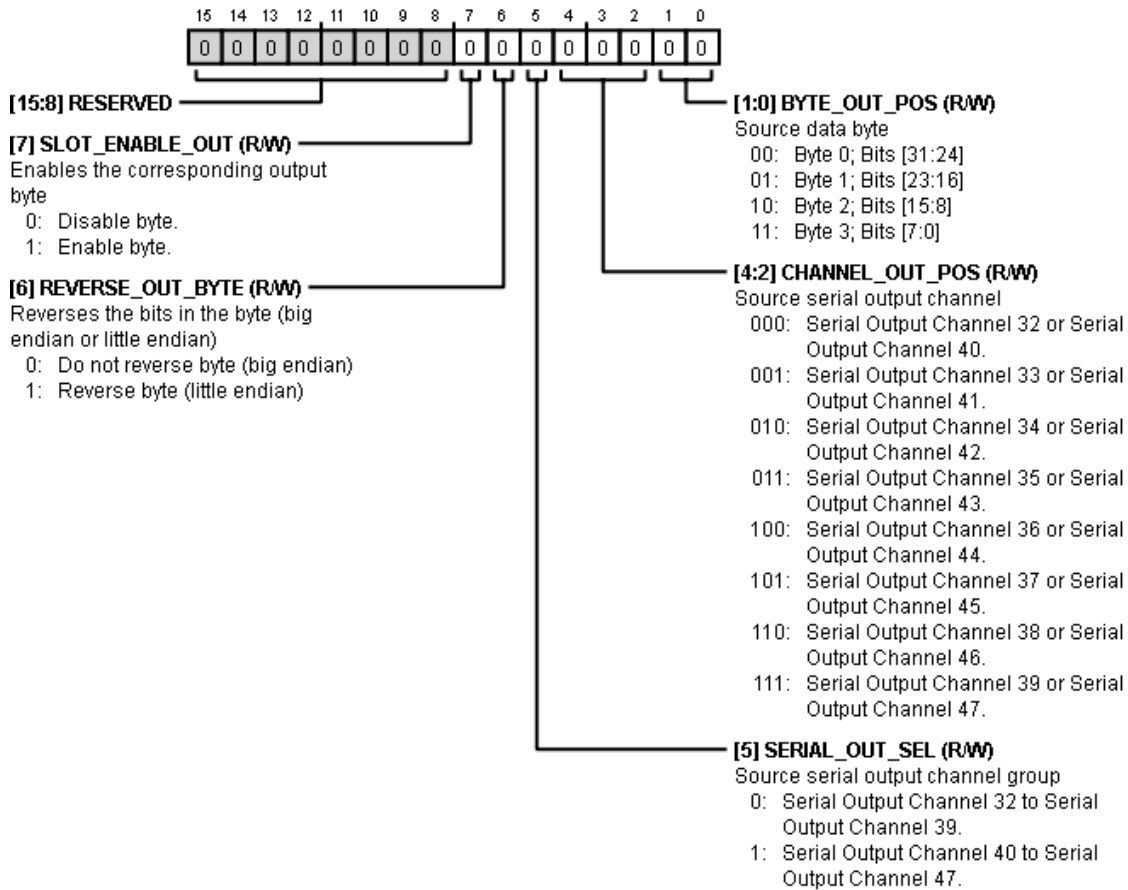 15 14 13 12 11 10 9 8 7 6 5 4 3 2 1 0
0 0 0 0 0 0 0 0 0 0 0 0 0 0 0 0
[15:8] RESERVED
[7] SLOT_ENABLE_OUT (R/W)
Enables the corresponding output
byte
0: Disable byte.
1: Enable byte.
[6] REVERSE_OUT_BYTE (R/W)
Reverses the bits in the byte (big
endian or little endian)
0: Do not reverse byte (big endian)
1: Reverse byte (little endian)
[1:0] BYTE_OUT_POS (R/W)
Source data byte
00: Byte 0; Bits [31:24]
01: Byte 1; Bits [23:16]
10: Byte 2; Bits [15:8]
11: Byte 3; Bits [7:0]
[4:2] CHANNEL_OUT_POS (R/W)
Source serial output channel
000: Serial Output Channel 32 or Serial
Output Channel 40.
001: Serial Output Channel 33 or Serial
Output Channel 41.
010: Serial Output Channel 34 or Serial
Output Channel 42.
011: Serial Output Channel 35 or Serial
Output Channel 43.
100: Serial Output Channel 36 or Serial
Output Channel 44.
101: Serial Output Channel 37 or Serial
Output Channel 45.
110: Serial Output Channel 38 or Serial
Output Channel 46.
111: Serial Output Channel 39 or Serial
Output Channel 47.
[5] SERIAL_OUT_SEL (R/W)
Source serial output channel group
0: Serial Output Channel 32 to Serial
Output Channel 39.
1: Serial Output Channel 40 to Serial
Output Channel 47.